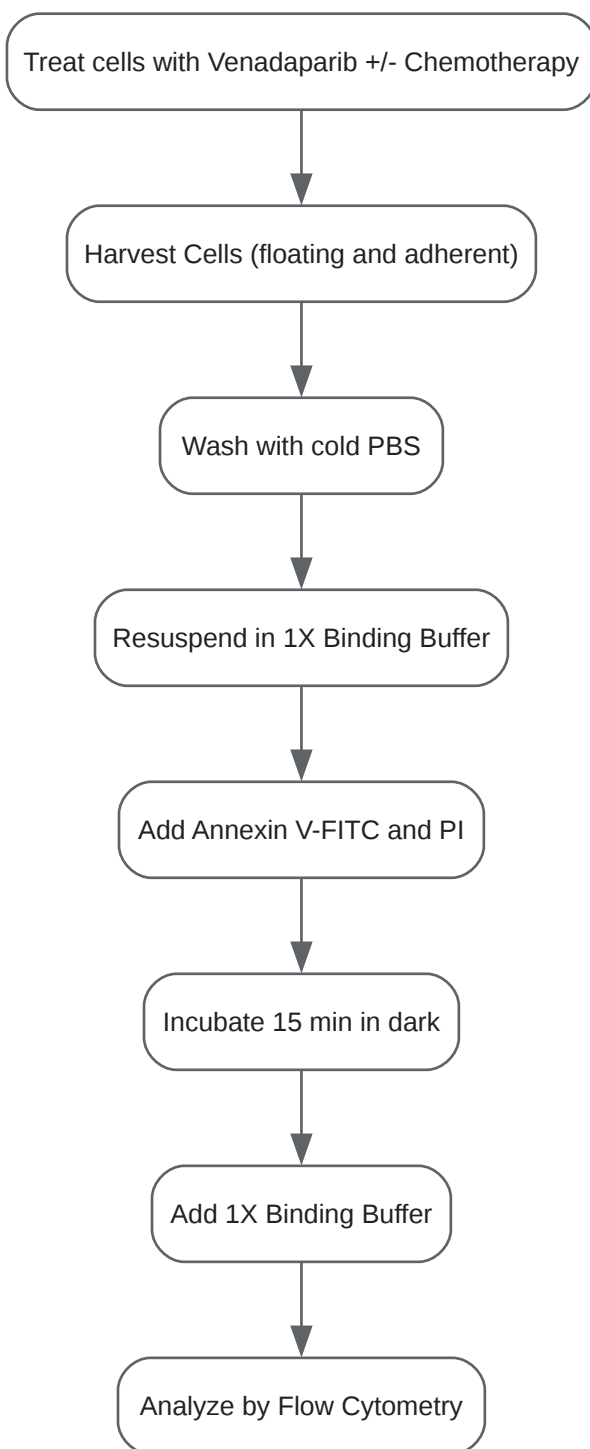 Treat cells with Venadaparib +/- Chemotherapy
Harvest Cells (floating and adherent)
Wash with cold PBS
Resuspend in 1X Binding Buffer
Add Annexin V-FITC and PI
Incubate 15 min in dark
Add 1X Binding Buffer
Analyze by Flow Cytometry